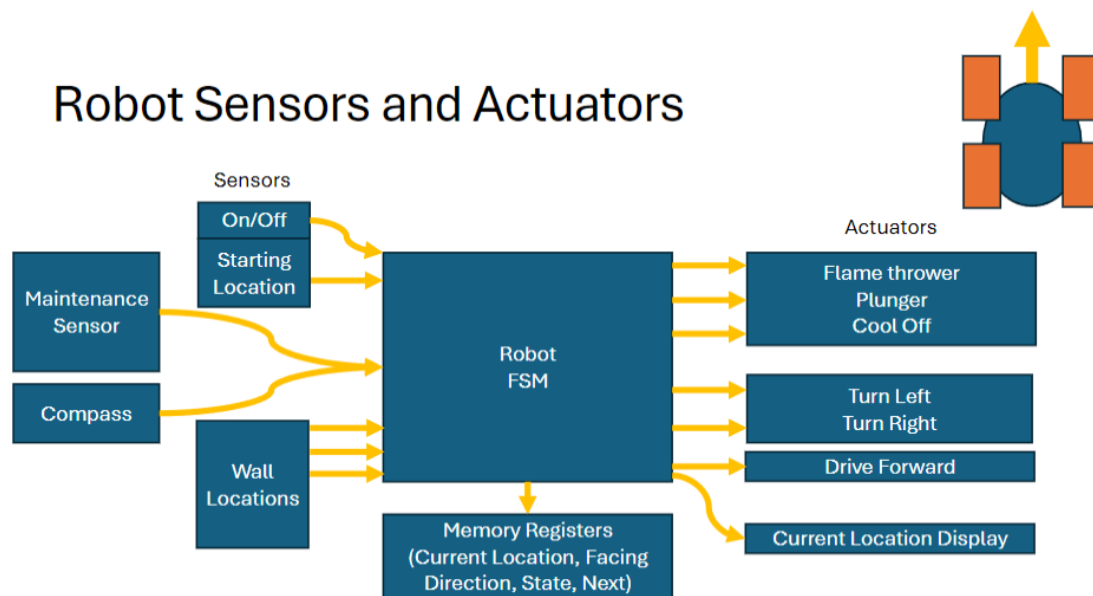 Robot Sensors and Actuators
Sensors
On/Off
Starting
Location
Maintenance
Sensor
Compass
Wall
Locations
Robot
FSM
Memory Registers
(Current Location, Facing
Direction, State, Next)
Actuators
Flame thrower
Plunger
Cool Off
Turn Left
Turn Right
Drive Forward
Current Location Display